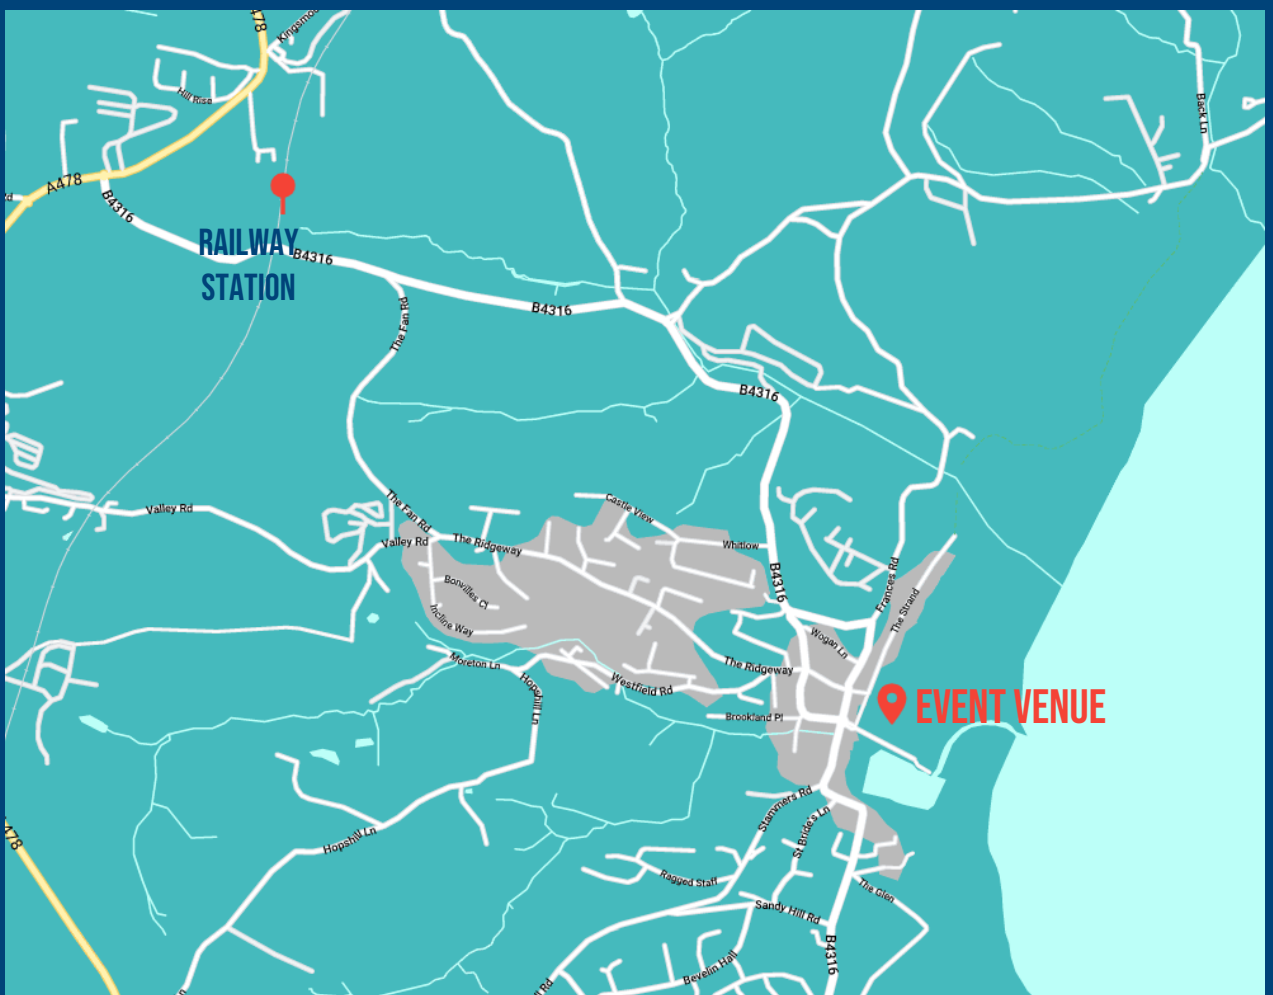 A478
Kingsmoo
Hill Rise
Back Ln
A478
B4316
RAILWAY
STATION
B4316
B4316
The Fan Rd
B4316
Valley Rd
The Fan Rd
Castle View
Valley Rd
The Ridgeway
Whitlow
B4316
Bonvilles Cl
Frances Rd
The Strand
Incline Way
Wogan Ln
Moreton Ln
The Ridgeway
Hopshill Ln
Westfield Rd
EVENT VENUE
Brookland Pl
Stammers Rd
St Bride's Ln
478
Hopshill Ln
Ragged Staff
The Glen
Sandy Hill Rd
B4316
Bevelin Hall